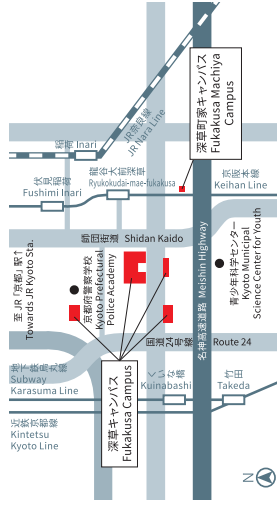 深草町家キャンパス
Fukakusa Machiya
Campus
JR奈良線
JR Nara Line
稲荷 Inari
伏見稲荷
Fushimi Inari
龍谷大前深草
Ryukokudai-mae-fukakusa
京阪本線
Keihan Line
師団街道 Shidan Kaido
至 JR「京都」駅↑
Towards JR Kyoto Sta.
京都府警察学校
Kyoto Prefectural
Police Academy
名神高速道路 Meishin Highway
青少年科学センター
Kyoto Municipal
Science Center for Youth
国道24号線 Route 24
地下鉄烏丸線
Subway
Karasuma Line
深草キャンパス
Fukakusa Campus
くいな橋
Kuinabashi
竹田
Takeda
近鉄京都線
Kintetsu
Kyoto Line
N